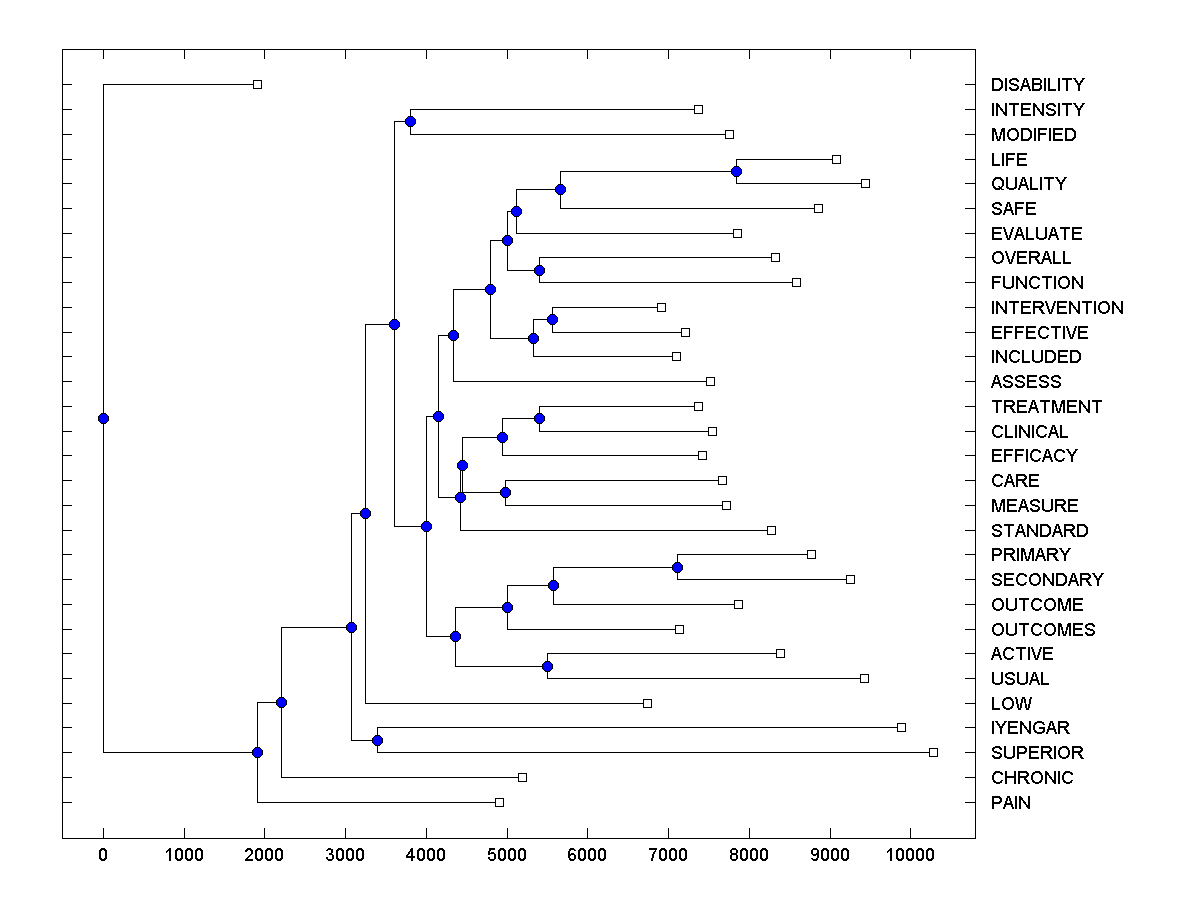 DISABILITY
INTENSITY
MODIFIED
LIFE
QUALITY
SAFE
EVALUATE
OVERALL
FUNCTION
INTERVENTION
EFFECTIVE
INCLUDED
ASSESS
TREATMENT
CLINICAL
EFFICACY
CARE
MEASURE
STANDARD
PRIMARY
SECONDARY
OUTCOME
OUTCOMES
ACTIVE
USUAL
LOW
IYENGAR
SUPERIOR
CHRONIC
PAIN
0 1000 2000 3000 4000 5000 6000 7000 8000 9000 10000